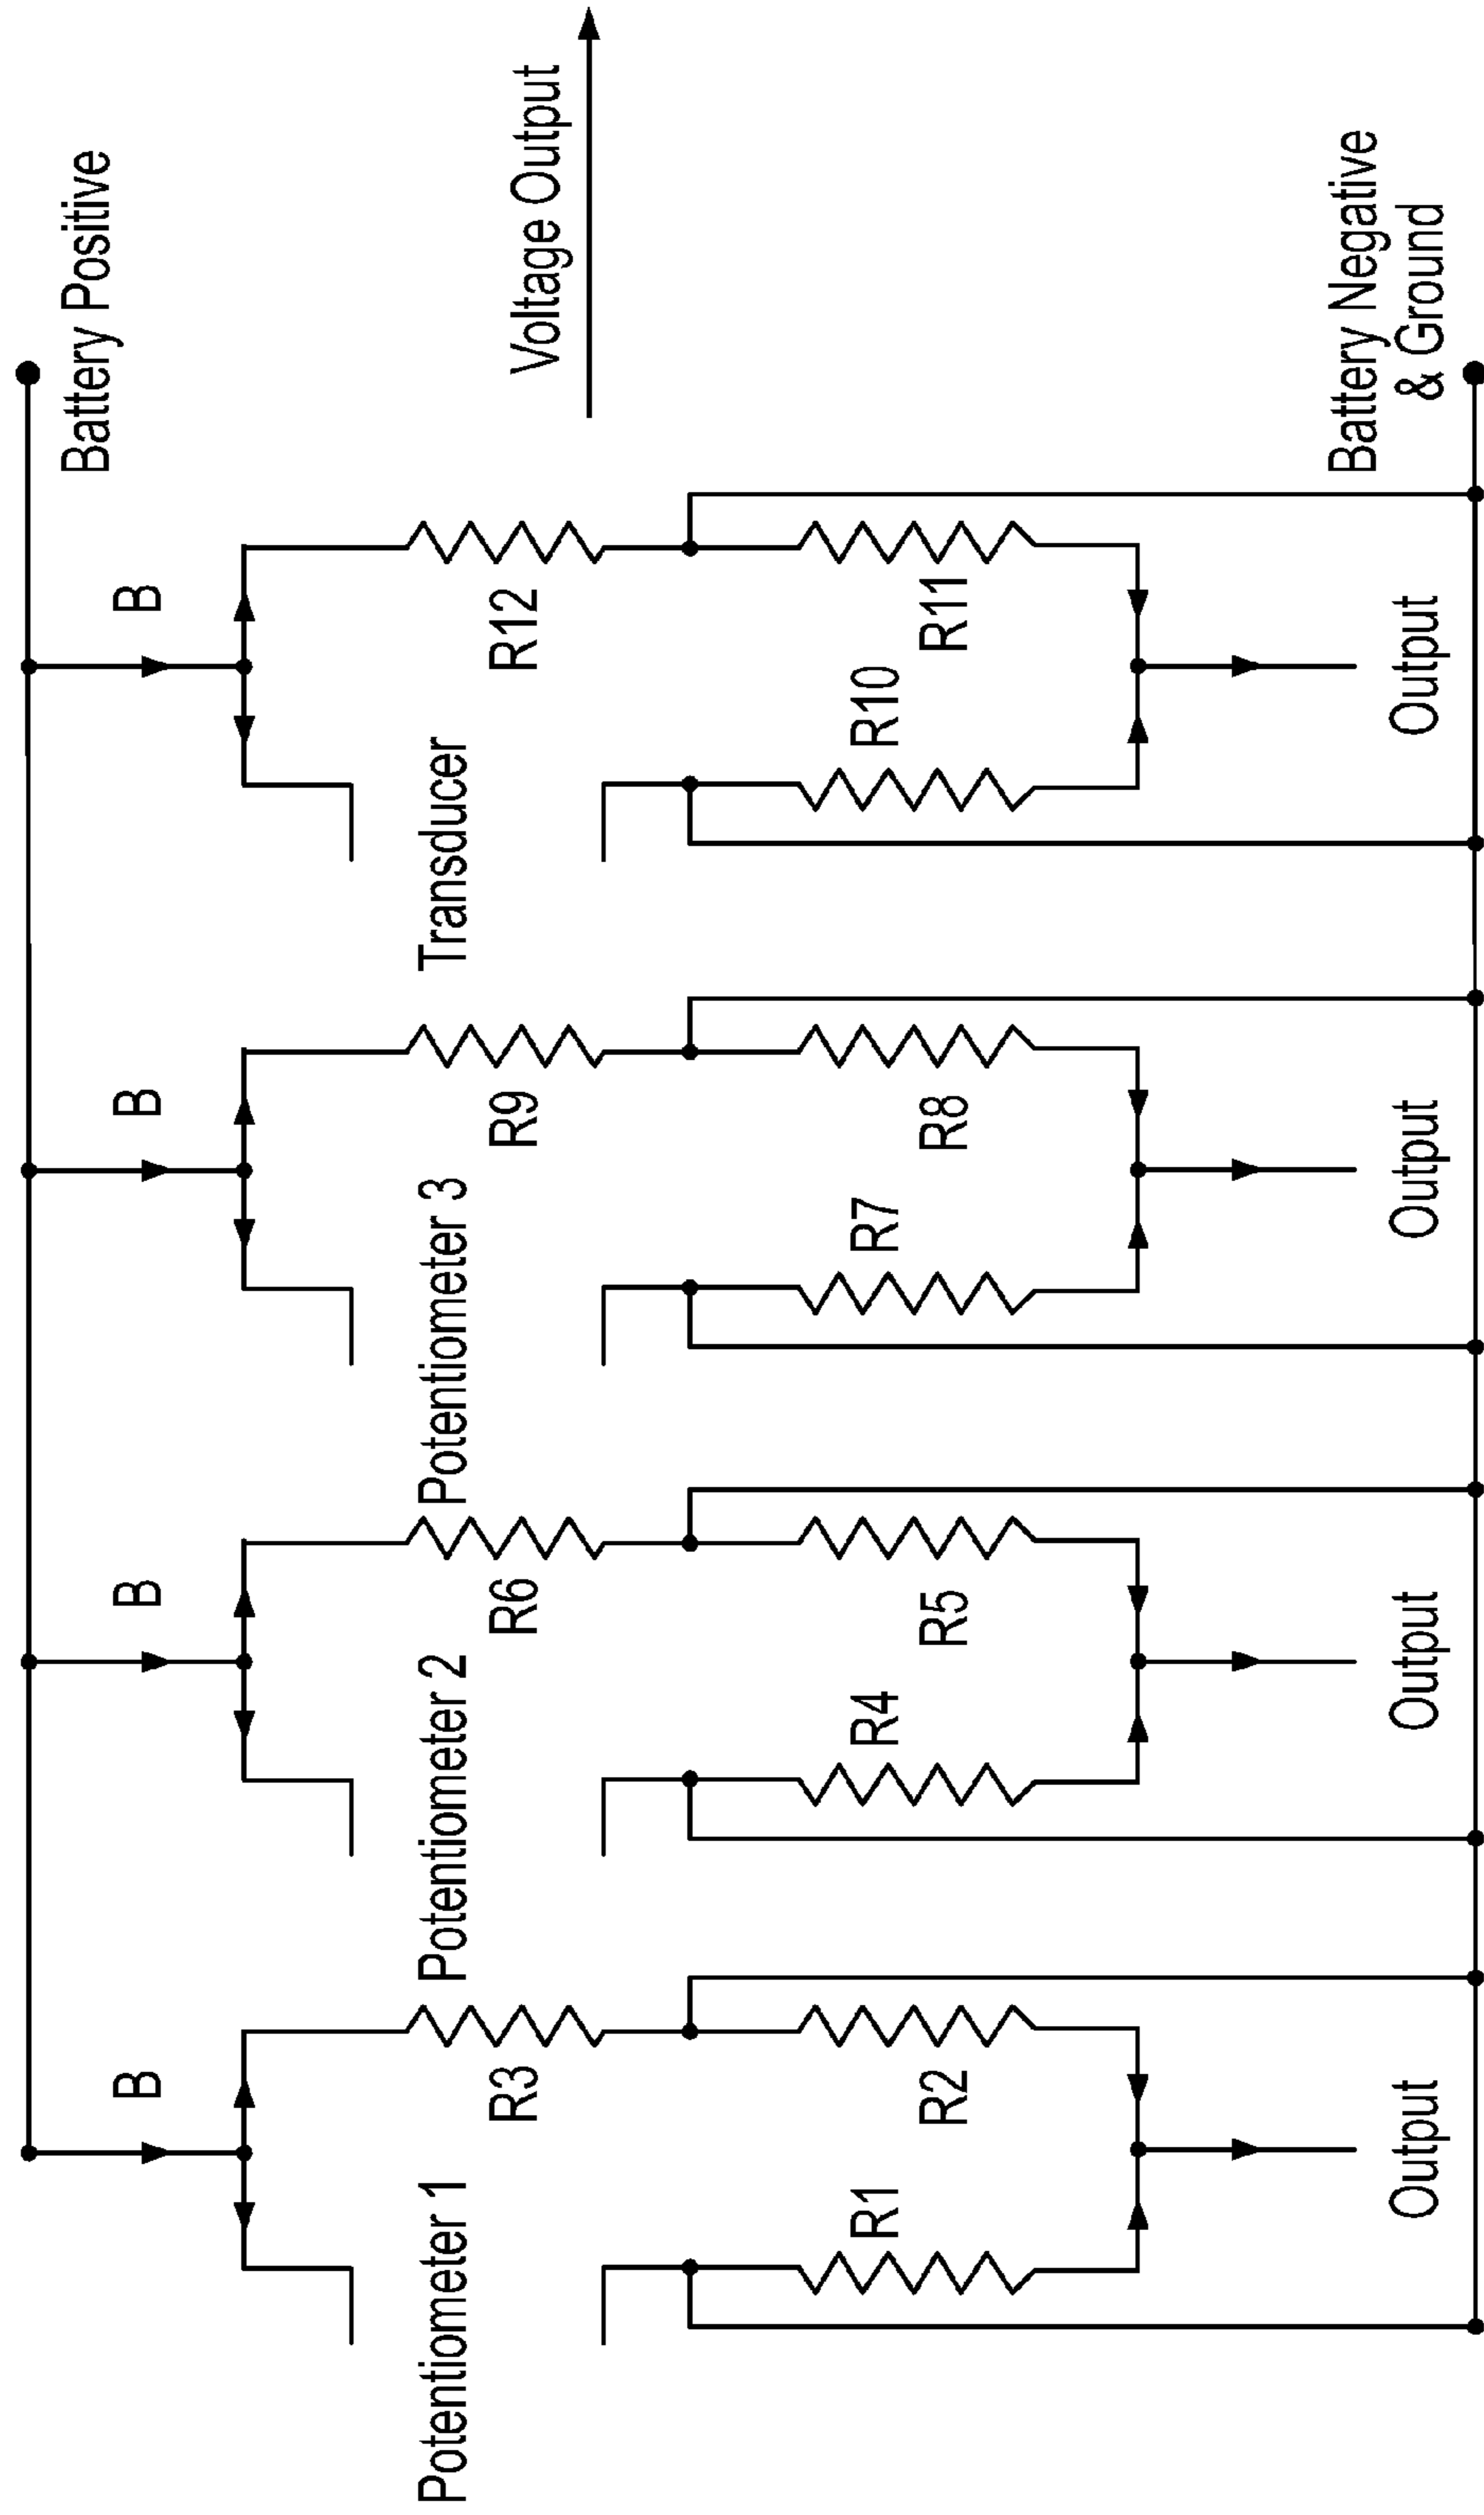 Battery Positive
B
B
B
B
Potentiometer 1
R3
Potentiometer 2
R6
Potentiometer 3
R9
Transducer
R12
Voltage Output
R1
R2
R4
R5
R7
R8
R10
R11
Output
Output
Output
Output
Battery Negative
& Ground